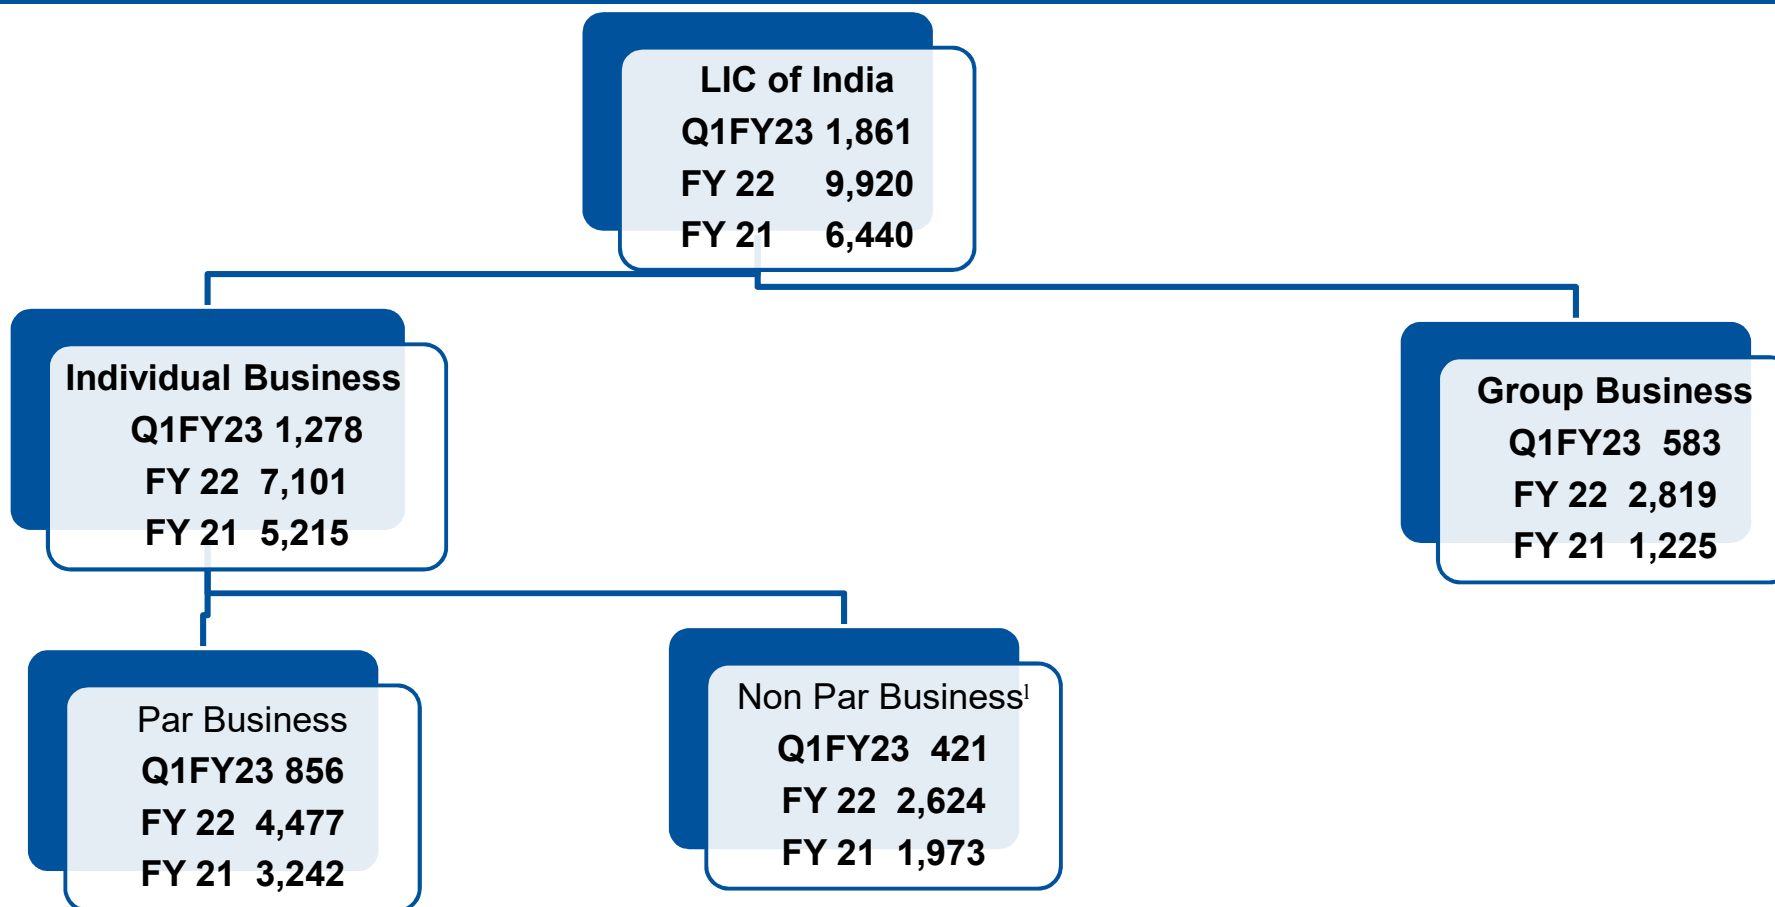 LIC of India
Q1FY23 1,861
FY 22 9,920
FY 21 6,440
Individual Business
Q1FY23 1,278
FY 22 7,101
FY 21 5,215
Group Business
Q1FY23 583
FY 22 2,819
FY 21 1,225
Par Business
Q1FY23 856
FY 22 4,477
FY 21 3,242
Non Par Business¹
Q1FY23 421
FY 22 2,624
FY 21 1,973